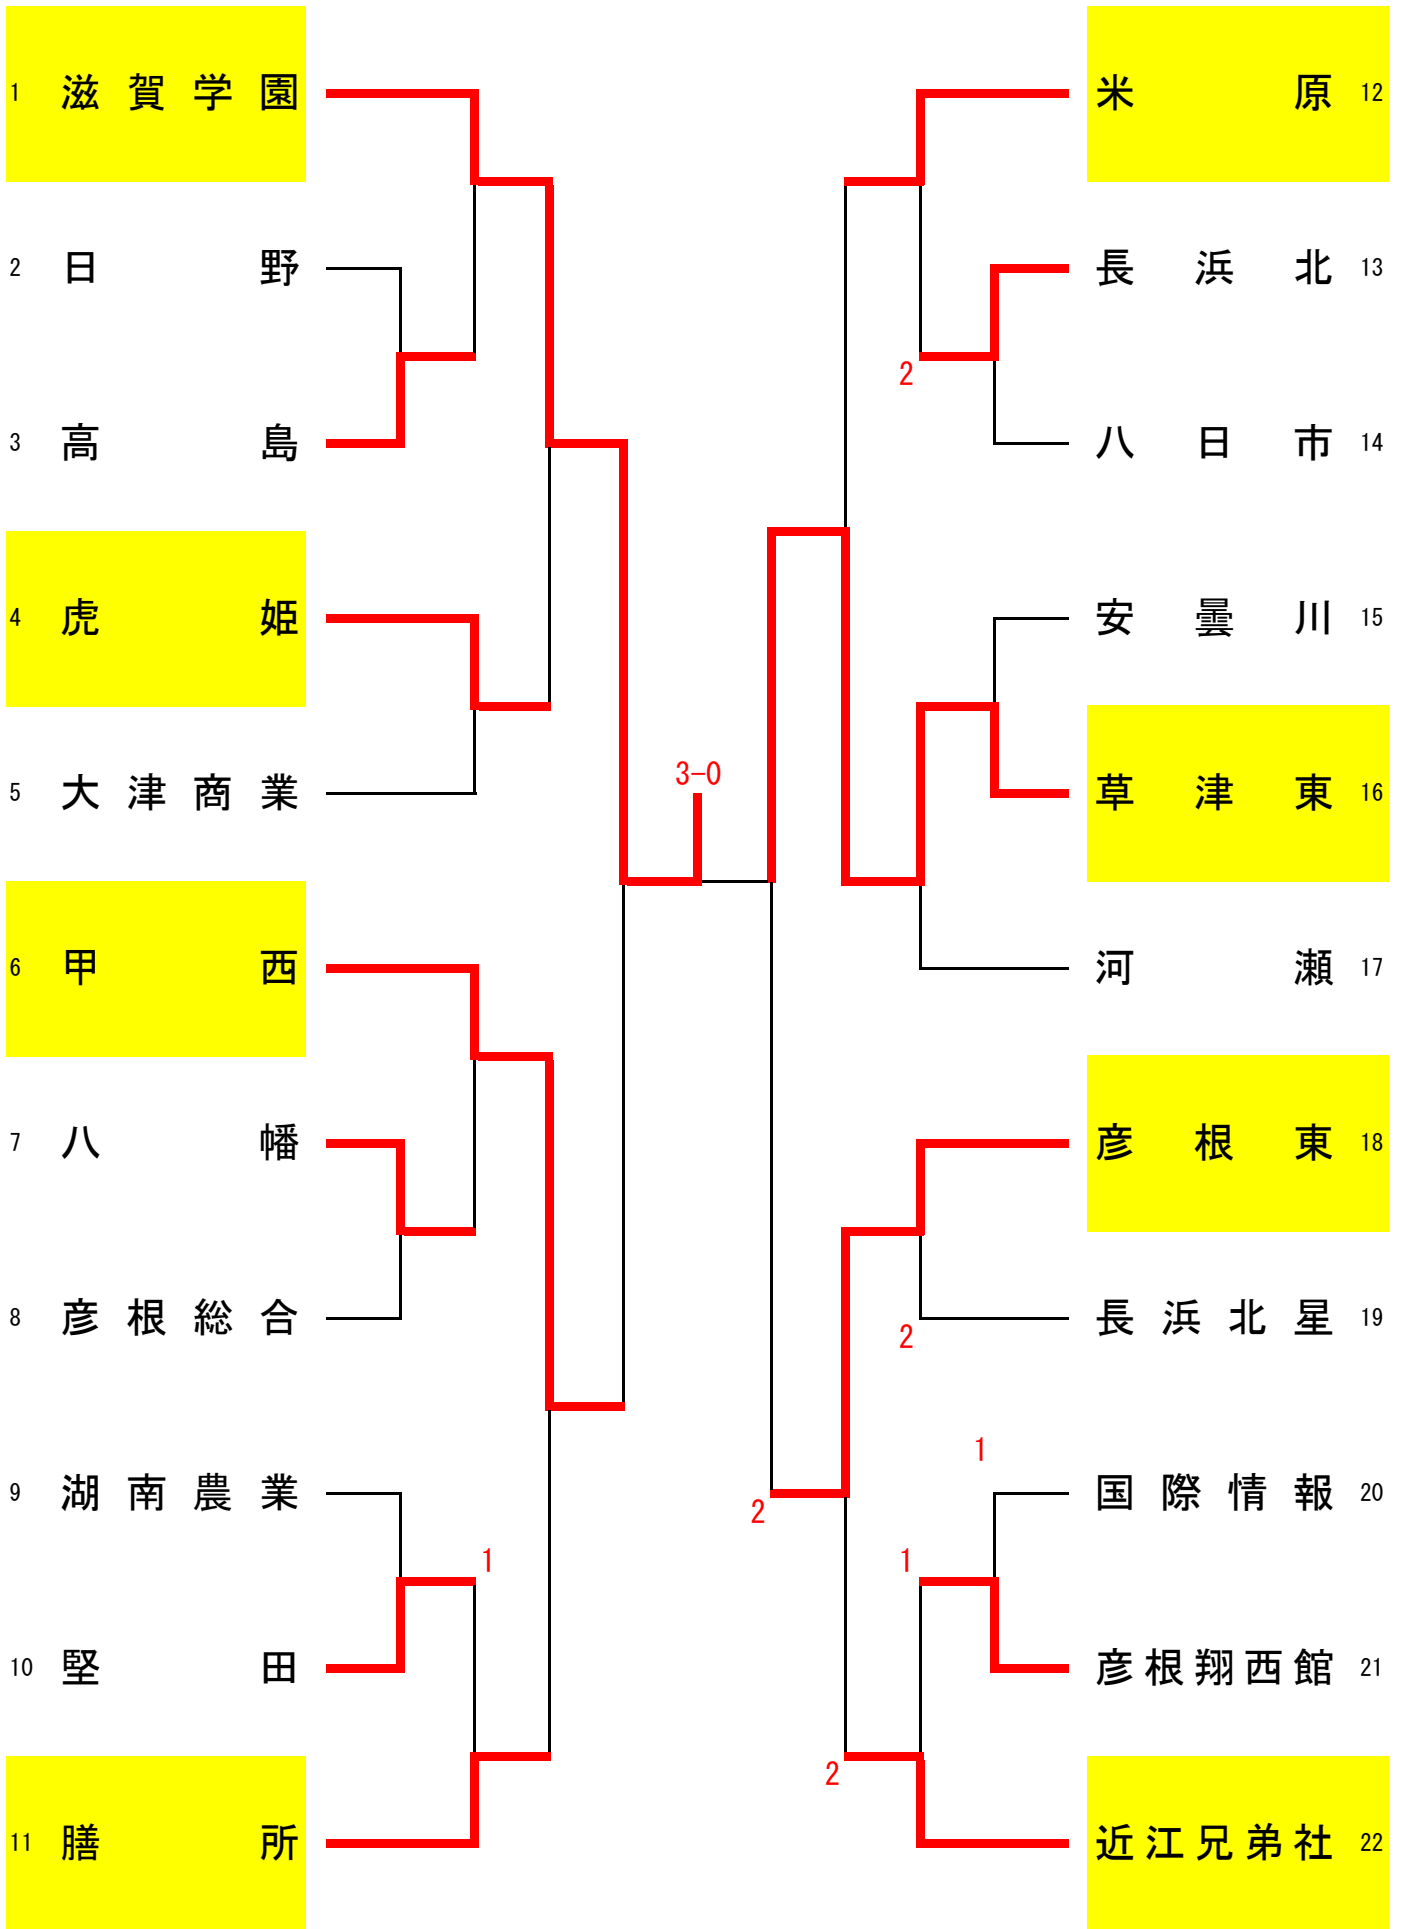 1 滋賀学園
2 日野
3 高島
4 虎姫
5 大津商業
6 甲西
7 八幡
8 彦根総合
9 湖南農業
1
10 堅田
11 膳所
3-0
米原 12
長浜北 13
2
八日市 14
安曇川 15
草津東 16
河瀬 17
彦根東 18
長浜北星 19
2
1
国際情報 20
2
1
彦根翔西館 21
2
近江兄弟社 22